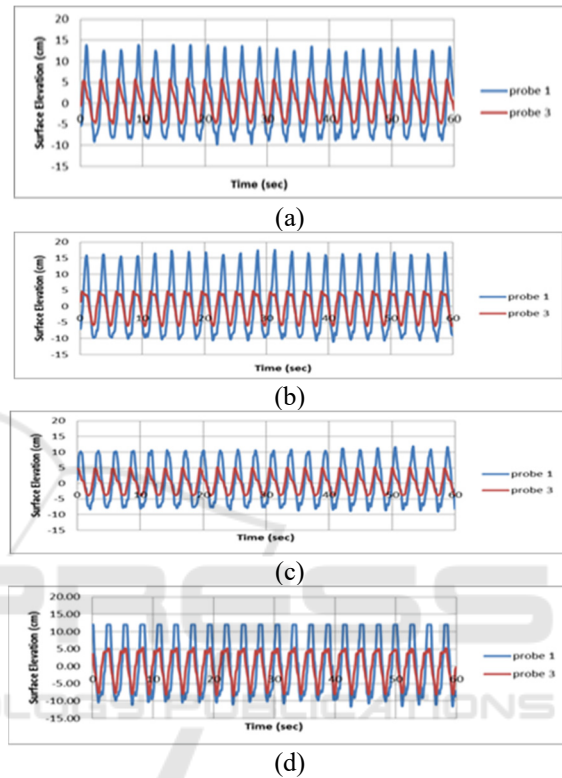 20
15
10
5
0
-5
-10
-15
Surface Elevation (cm)
0 10 20 30 40 50 60
Time (sec)
probe 1
probe 3
(a)
20
15
10
5
0
-5
-10
-15
Surface Elevation (cm)
0 10 20 30 40 50 60
Time (sec)
probe 1
probe 3
(b)
20
15
10
5
0
-5
-10
-15
Surface Elevation (cm)
0 10 20 30 40 50 60
Time (sec)
probe 1
probe 3
(c)
20.00
15.00
10.00
5.00
0.00
-5.00
-10.00
-15.00
Surface Elevation (cm)
0 10 20 30 40 50 60
Time (sec)
probe 1
probe 3
(d)
PRESS
OLOGY PUBLICATIONS